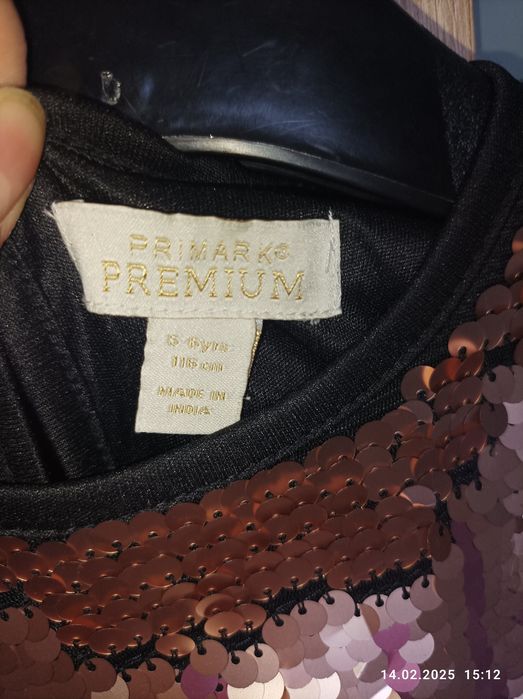 PRIMARK®
PREMIUM
5-6yrs
116 cm
MADE IN
INDIA
14.02.2025 15:12